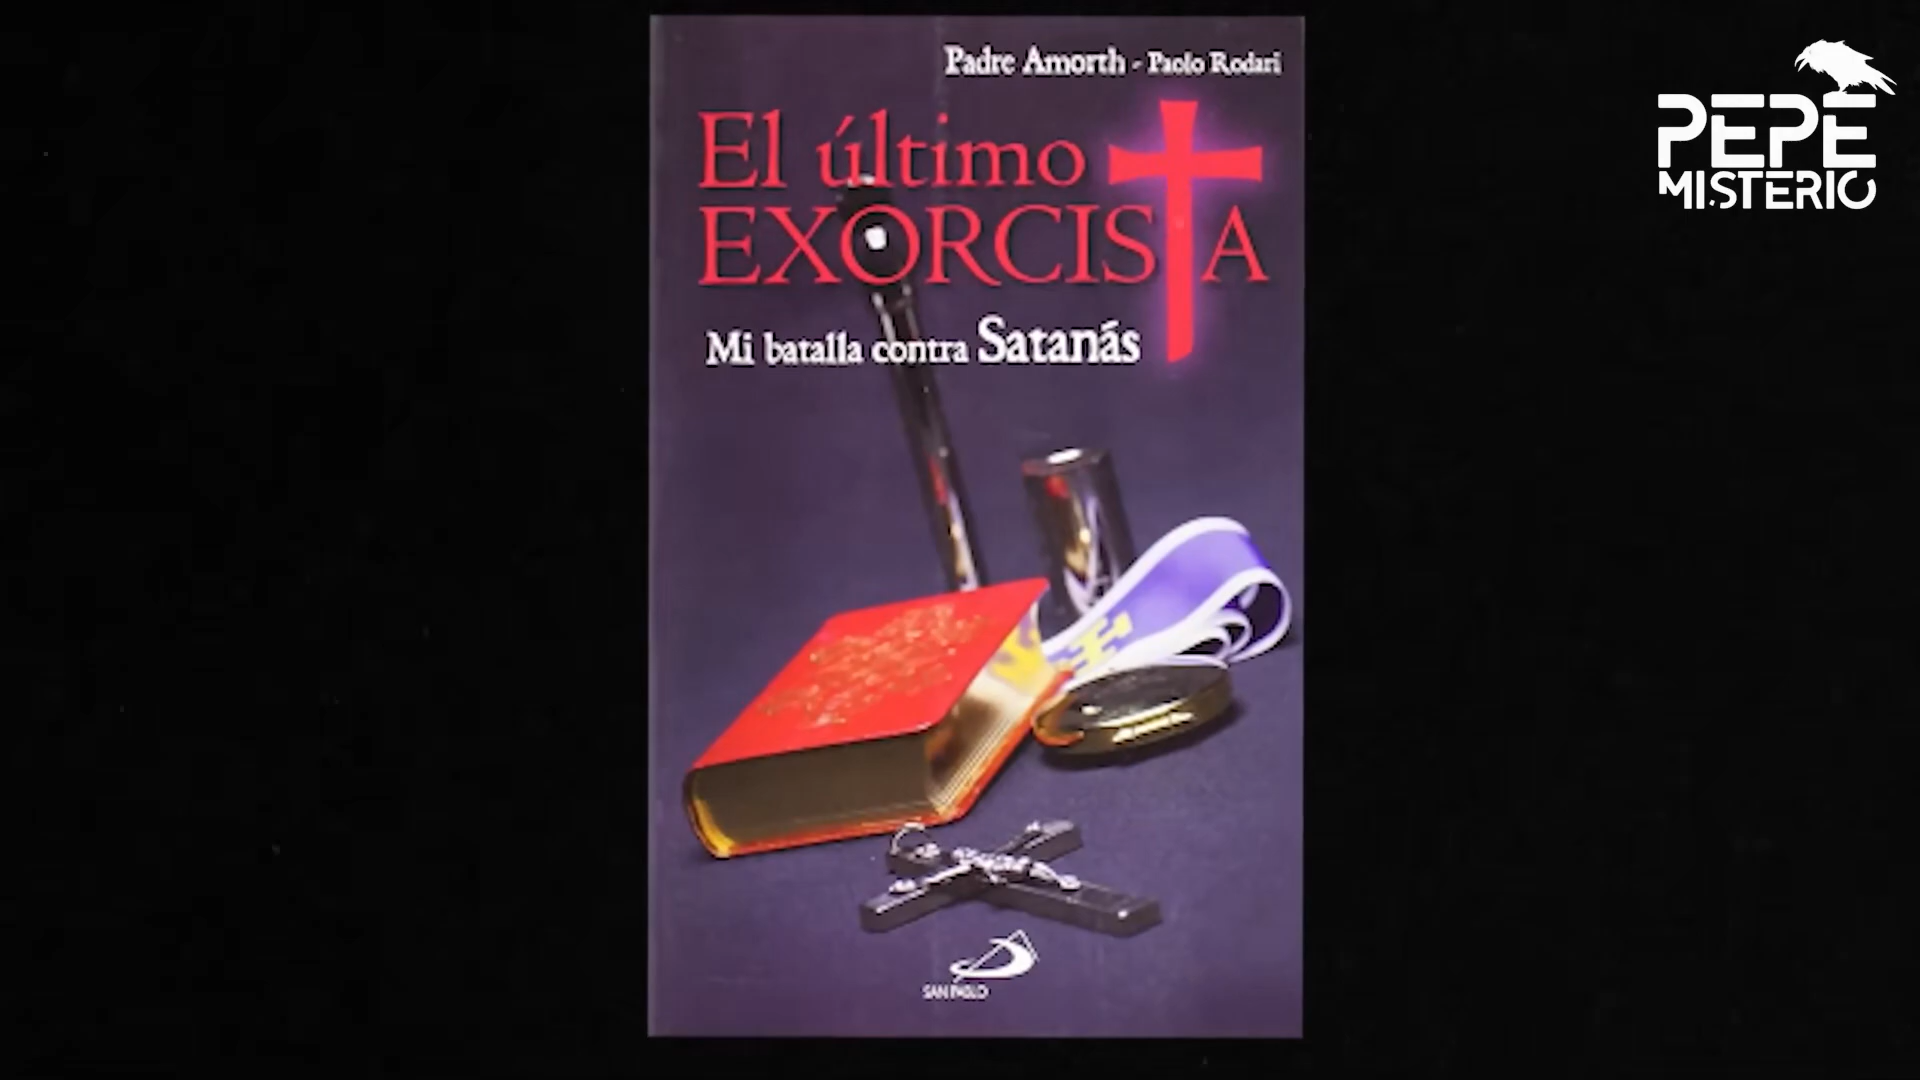 Padre Amorth - Paolo Rodari
El último
EXORCISTA
Mi batalla contra Satanás
SAN PABLO
PEPE
MISTERIO